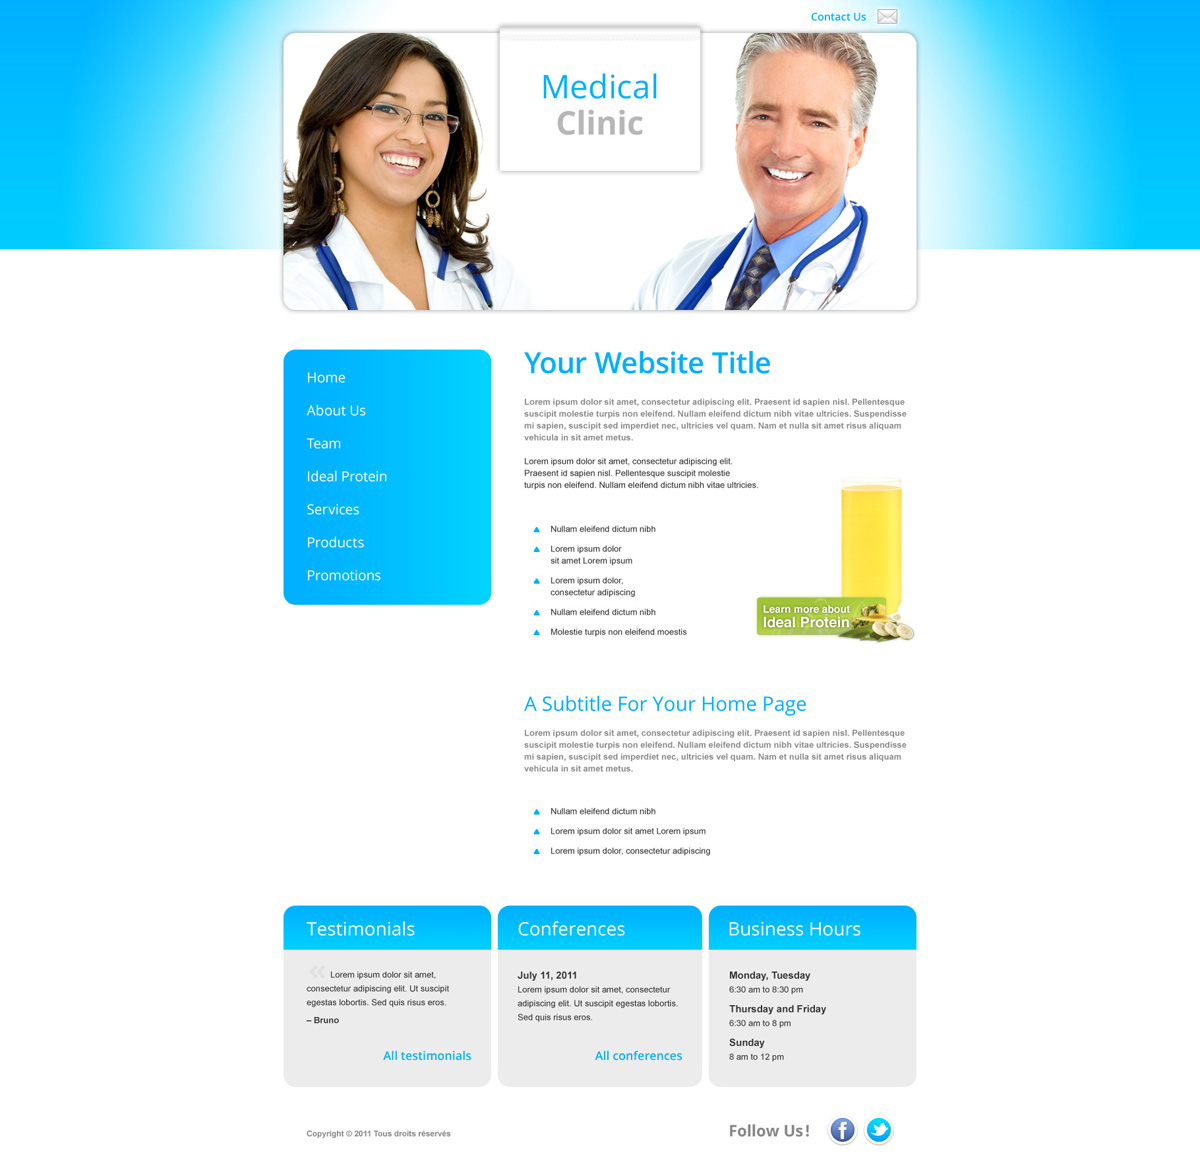 Contact Us
Medical
Clinic
Home
About Us
Team
Ideal Protein
Services
Products
Promotions
Your Website Title
Lorem ipsum dolor sit amet, consectetur adipiscing elit. Praesent id sapien nisl. Pellentesque
suscipit molestie turpis non eleifend. Nullam eleifend dictum nibh vitae ultricies. Suspendisse
mi sapien, suscipit sed imperdiet nec, ultricies vel quam. Nam et nulla sit amet risus aliquam
vehicula in sit amet metus.
Lorem ipsum dolor sit amet, consectetur adipiscing elit.
Praesent id sapien nisl. Pellentesque suscipit molestie
turpis non eleifend. Nullam eleifend dictum nibh vitae ultricies.
Nullam eleifend dictum nibh
Lorem ipsum dolor
sit amet Lorem ipsum
Lorem ipsum dolor,
consectetur adipiscing
Nullam eleifend dictum nibh
Molestie turpis non eleifend moestis
Learn more about
Ideal Protein
A Subtitle For Your Home Page
Lorem ipsum dolor sit amet, consectetur adipiscing elit. Praesent id sapien nisl. Pellentesque
suscipit molestie turpis non eleifend. Nullam eleifend dictum nibh vitae ultricies. Suspendisse
mi sapien, suscipit sed imperdiet nec, ultricies vel quam. Nam et nulla sit amet risus aliquam
vehicula in sit amet metus.
Nullam eleifend dictum nibh
Lorem ipsum dolor sit amet Lorem ipsum
Lorem ipsum dolor, consectetur adipiscing
Testimonials
« Lorem ipsum dolor sit amet,
consectetur adipiscing elit. Ut suscipit
egestas lobortis. Sed quis risus eros.
– Bruno
All testimonials
Conferences
July 11, 2011
Lorem ipsum dolor sit amet, consectetur
adipiscing elit. Ut suscipit egestas lobortis.
Sed quis risus eros.
All conferences
Business Hours
Monday, Tuesday
6:30 am to 8:30 pm
Thursday and Friday
6:30 am to 8 pm
Sunday
8 am to 12 pm
Copyright © 2011 Tous droits réservés
Follow Us!
f